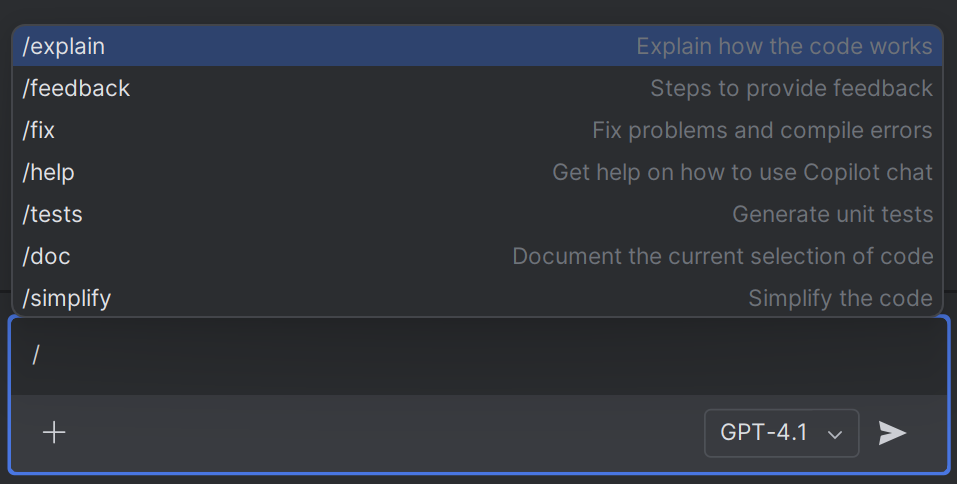 /explain Explain how the code works
/feedback Steps to provide feedback
/fix Fix problems and compile errors
/help Get help on how to use Copilot chat
/tests Generate unit tests
/doc Document the current selection of code
/simplify Simplify the code
/
GPT-4.1